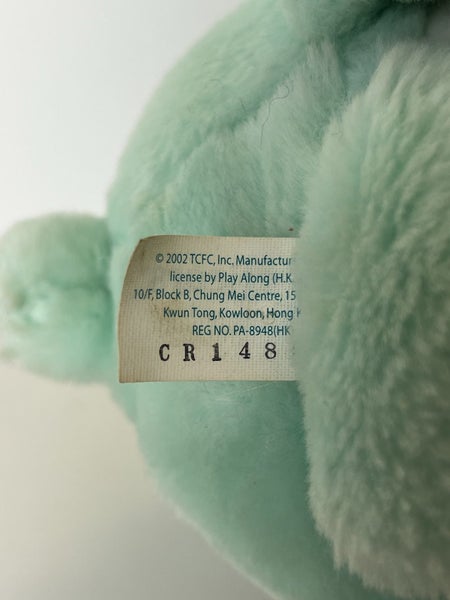 © 2002 TCFC, Inc. Manufactur
license by Play Along (H.K.
10/F, Block B, Chung Mei Centre, 15
Kwun Tong, Kowloon, Hong K
REG NO. PA-8948(HK
CR148